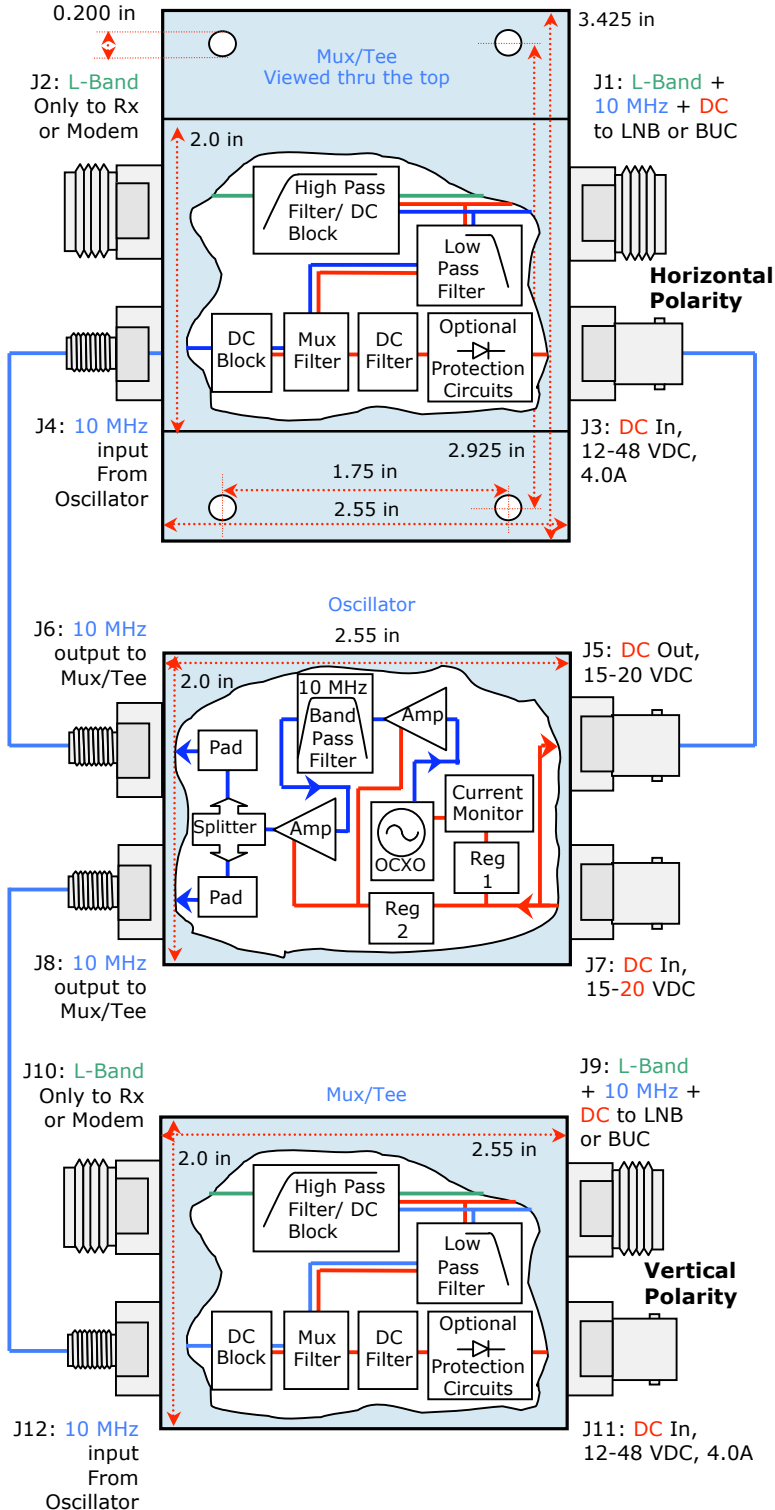 0.200 in
3.425 in
Mux/Tee
Viewed thru the top
J2: L-Band
Only to Rx
or Modem
J1: L-Band +
10 MHz + DC
to LNB or BUC
2.0 in
High Pass
Filter/ DC
Block
Low
Pass
Filter
Horizontal
Polarity
DC
Block
Mux
Filter
DC
Filter
Optional
Protection
Circuits
J4: 10 MHz
input
From
Oscillator
J3: DC In,
12-48 VDC,
4.0A
2.925 in
1.75 in
2.55 in
Oscillator
2.55 in
J6: 10 MHz
output to
Mux/Tee
J5: DC Out,
15-20 VDC
2.0 in
10 MHz
Band
Pass
Filter
Amp
Pad
Splitter
Amp
Pad
OCXO
Current
Monitor
Reg
1
Reg
2
J8: 10 MHz
output to
Mux/Tee
J7: DC In,
15-20 VDC
J10: L-Band
Only to Rx
or Modem
Mux/Tee
J9: L-Band
+ 10 MHz +
DC to LNB
or BUC
2.0 in
2.55 in
High Pass
Filter/ DC
Block
Low
Pass
Filter
Vertical
Polarity
DC
Block
Mux
Filter
DC
Filter
Optional
Protection
Circuits
J12: 10 MHz
input
From
Oscillator
J11: DC In,
12-48 VDC, 4.0A